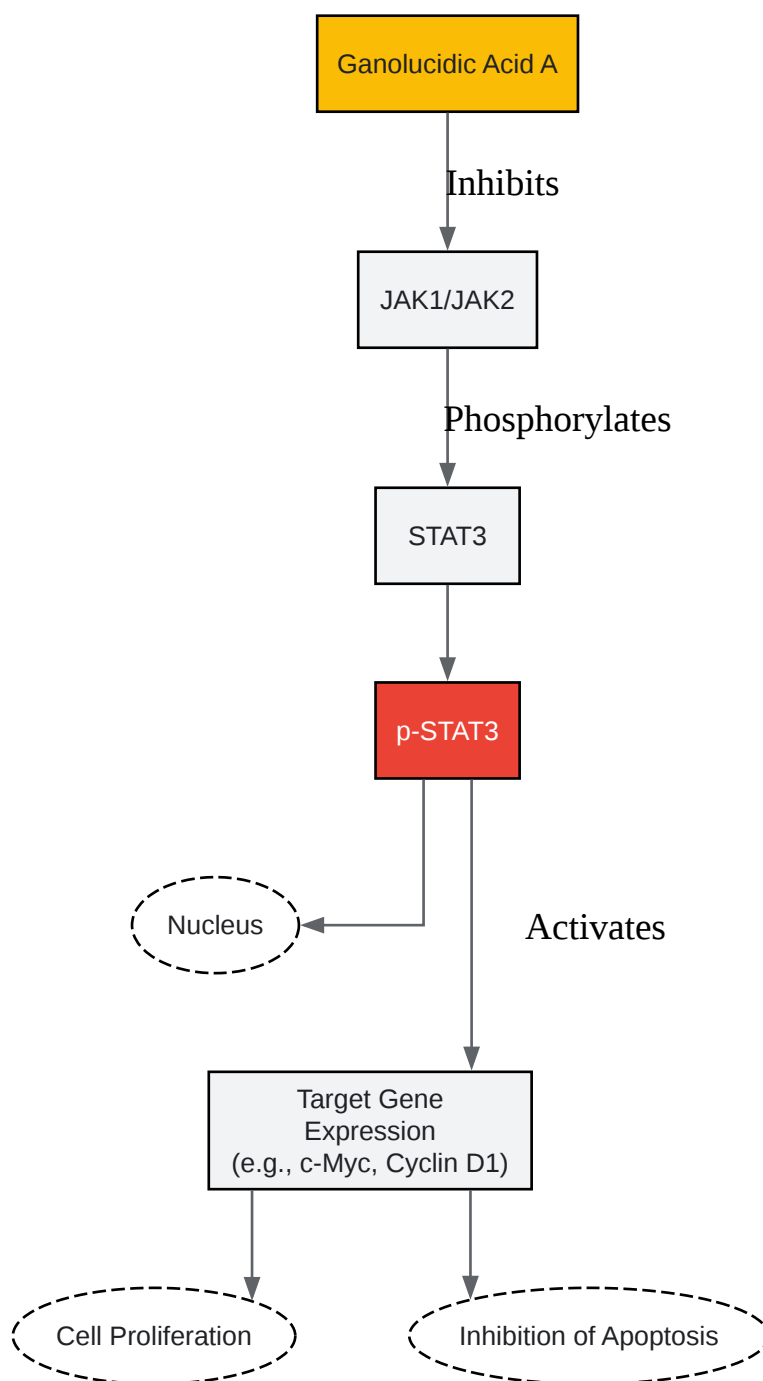 Ganolucidic Acid A
Inhibits
JAK1/JAK2
Phosphorylates
STAT3
p-STAT3
Nucleus
Activates
Target Gene
Expression
(e.g., c-Myc, Cyclin D1)
Cell Proliferation
Inhibition of Apoptosis